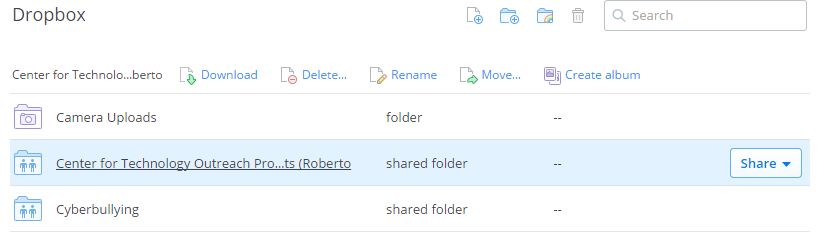 Dropbox
Search
Center for Technolo...berto Download Delete... Rename Move... Create album
Camera Uploads folder --
Center for Technology Outreach Pro...ts (Roberto shared folder -- Share
Cyberbullying shared folder --